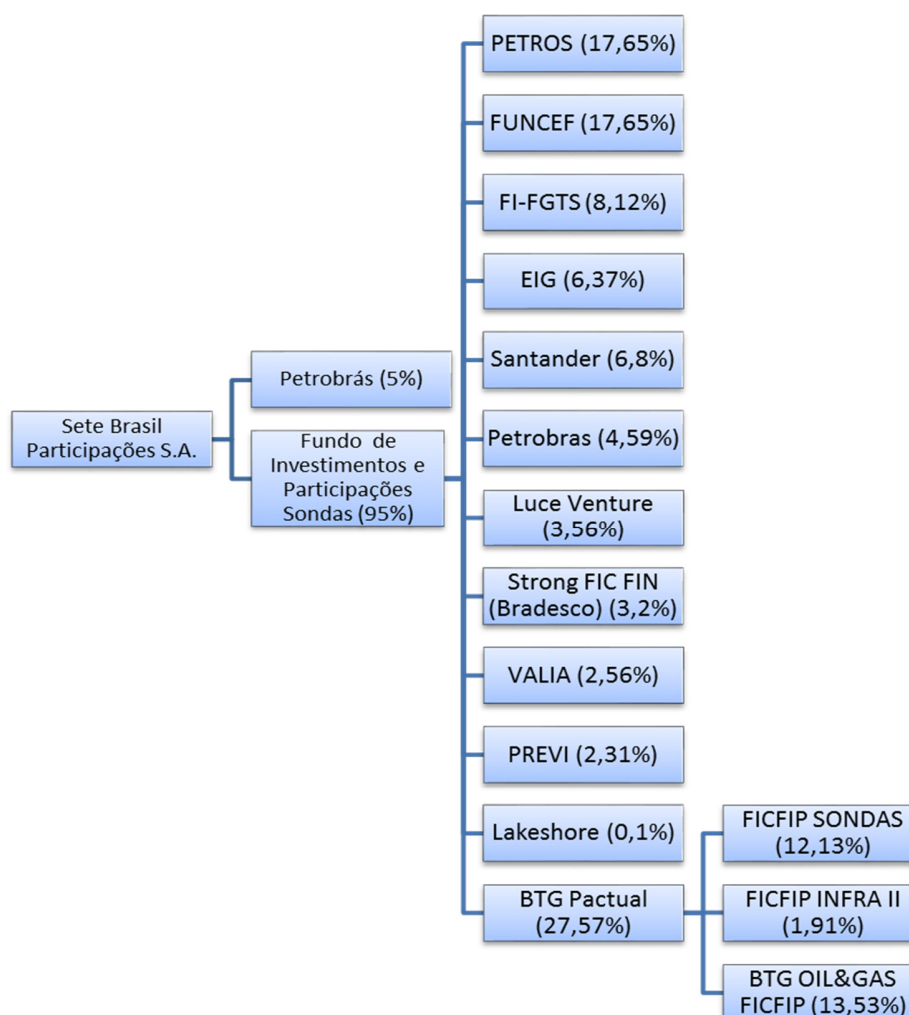 Sete Brasil
Participações S.A.
Petrobrás (5%)
Fundo de
Investimentos e
Participações
Sondas (95%)
PETROS (17,65%)
FUNCEF (17,65%)
FI-FGTS (8,12%)
EIG (6,37%)
Santander (6,8%)
Petrobras (4,59%)
Luce Venture
(3,56%)
Strong FIC FIN
(Bradesco) (3,2%)
VALIA (2,56%)
PREVI (2,31%)
Lakeshore (0,1%)
BTG Pactual
(27,57%)
FICFIP SONDAS
(12,13%)
FICFIP INFRA II
(1,91%)
BTG OIL&GAS
FICFIP (13,53%)